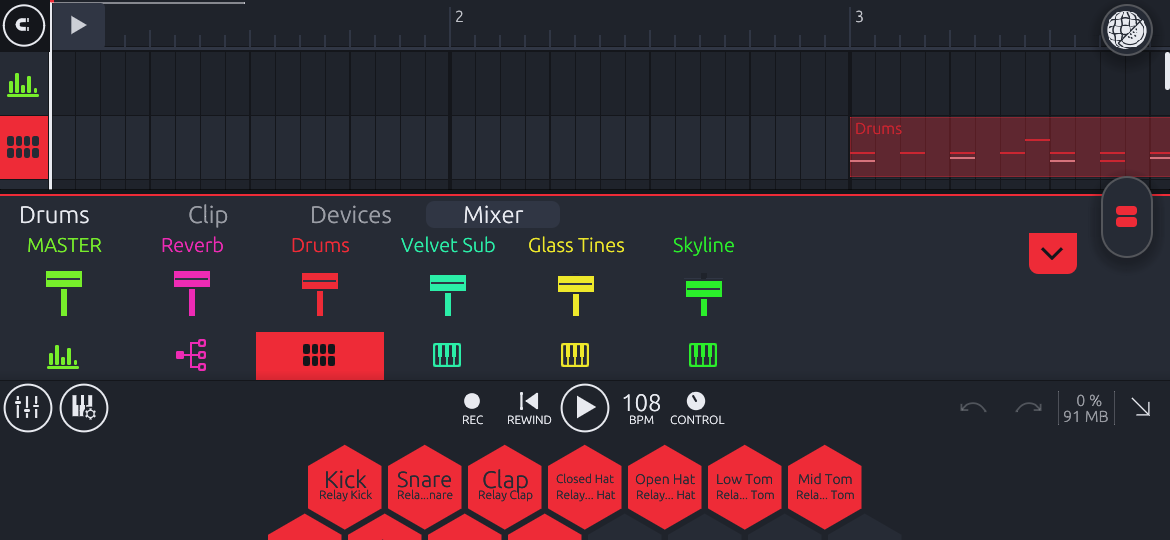 2
3
Drums
Drums Clip Devices Mixer
MASTER Reverb Drums Velvet Sub Glass Tines Skyline
REC REWIND 108 BPM CONTROL
0 %
91 MB
Kick Snare Clap Closed Hat Open Hat Low Tom Mid Tom
Relay Kick Rela...nare Relay Clap Relay... Hat Relay... Hat Rela... Tom Rela... Tom